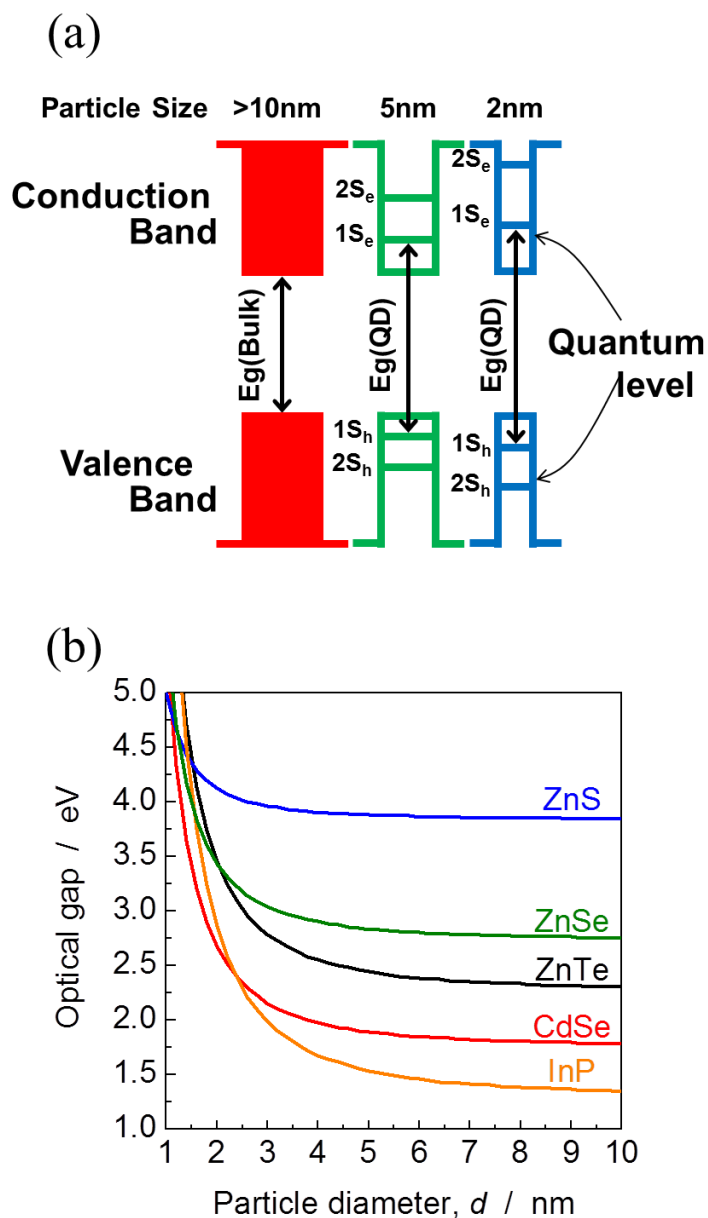 (a)
Particle Size >10nm 5nm 2nm
Conduction
Band
2Sₑ
1Sₑ
2Sₑ
1Sₑ
Eg(Bulk)
Eg(QD)
Eg(QD)
Quantum
level
Valence
Band
1Sₕ
2Sₕ
1Sₕ
2Sₕ
(b)
Optical gap / eV
5.0
4.5
4.0
3.5
3.0
2.5
2.0
1.5
1.0
ZnS
ZnSe
ZnTe
CdSe
InP
1 2 3 4 5 6 7 8 9 10
Particle diameter, d / nm